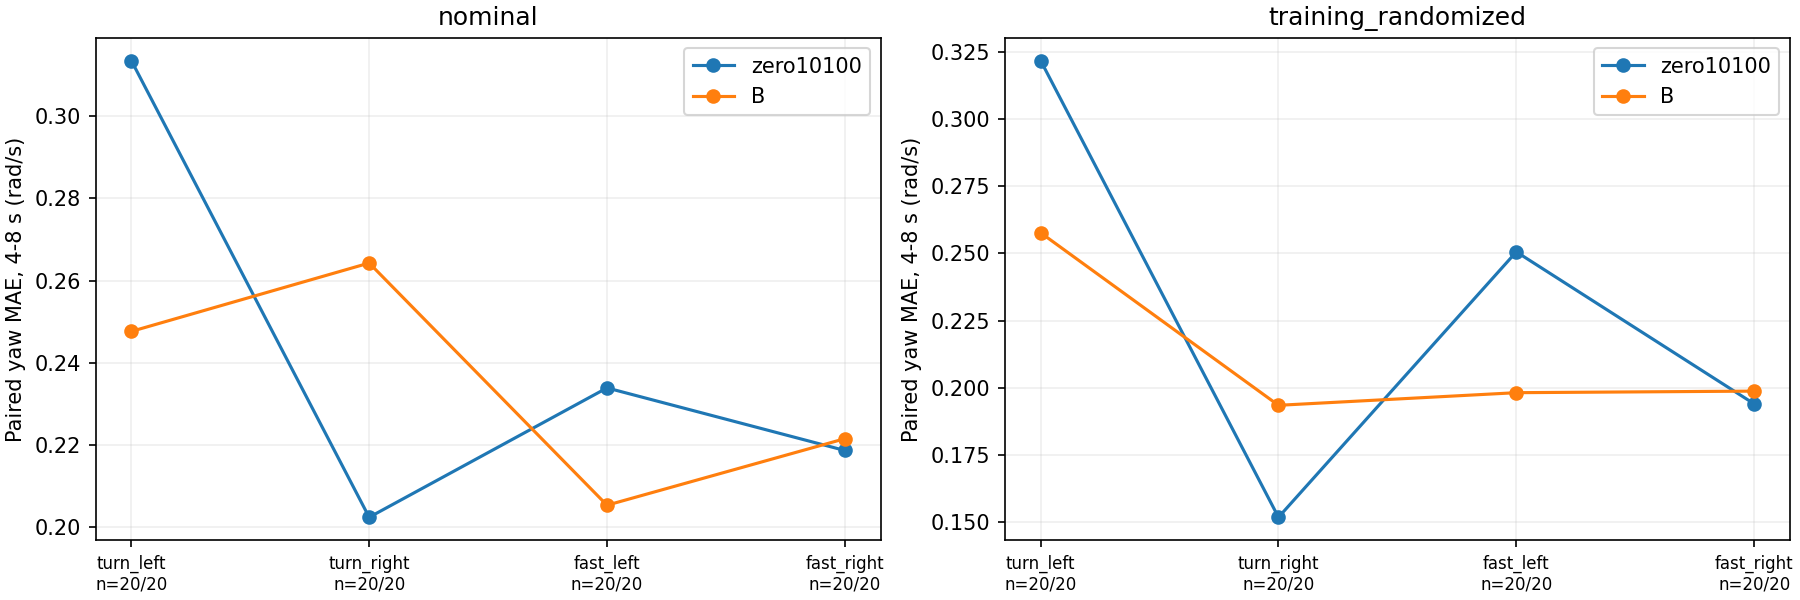 nominal
Paired yaw MAE, 4-8 s (rad/s)
0.30
0.28
0.26
0.24
0.22
0.20
zero10100
B
turn_left
n=20/20
turn_right
n=20/20
fast_left
n=20/20
fast_right
n=20/20
training_randomized
Paired yaw MAE, 4-8 s (rad/s)
0.325
0.300
0.275
0.250
0.225
0.200
0.175
0.150
zero10100
B
turn_left
n=20/20
turn_right
n=20/20
fast_left
n=20/20
fast_right
n=20/20